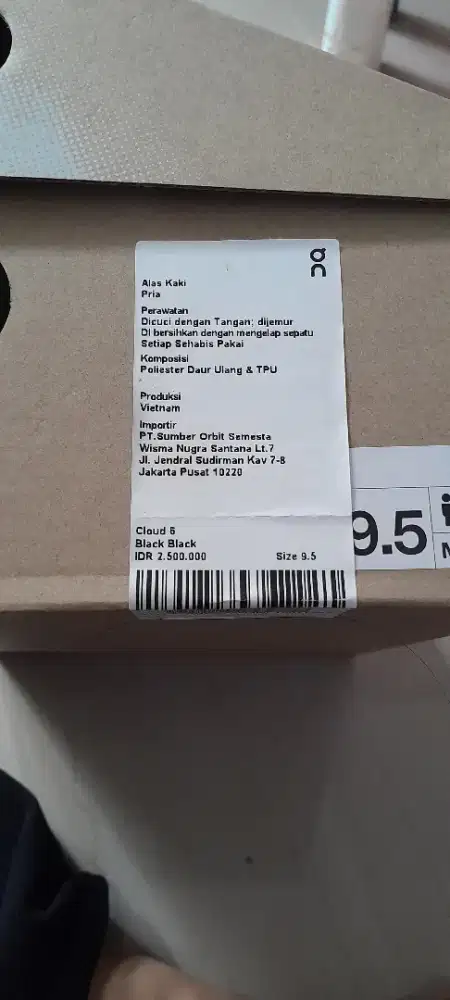 Alas Kaki
Pria
Perawatan
Dicuci dengan Tangan; dijemur
Di bersihkan dengan mengelap sepatu
Setiap Sehabis Pakai
Komposisi
Poliester Daur Ulang & TPU
Produksi
Vietnam
Importir
PT.Sumber Orbit Semesta
Wisma Nugra Santana Lt.7
Jl. Jendral Sudirman Kav 7-8
Jakarta Pusat 10220
Cloud 6
Black Black
IDR 2.500.000 Size 9.5
9.5